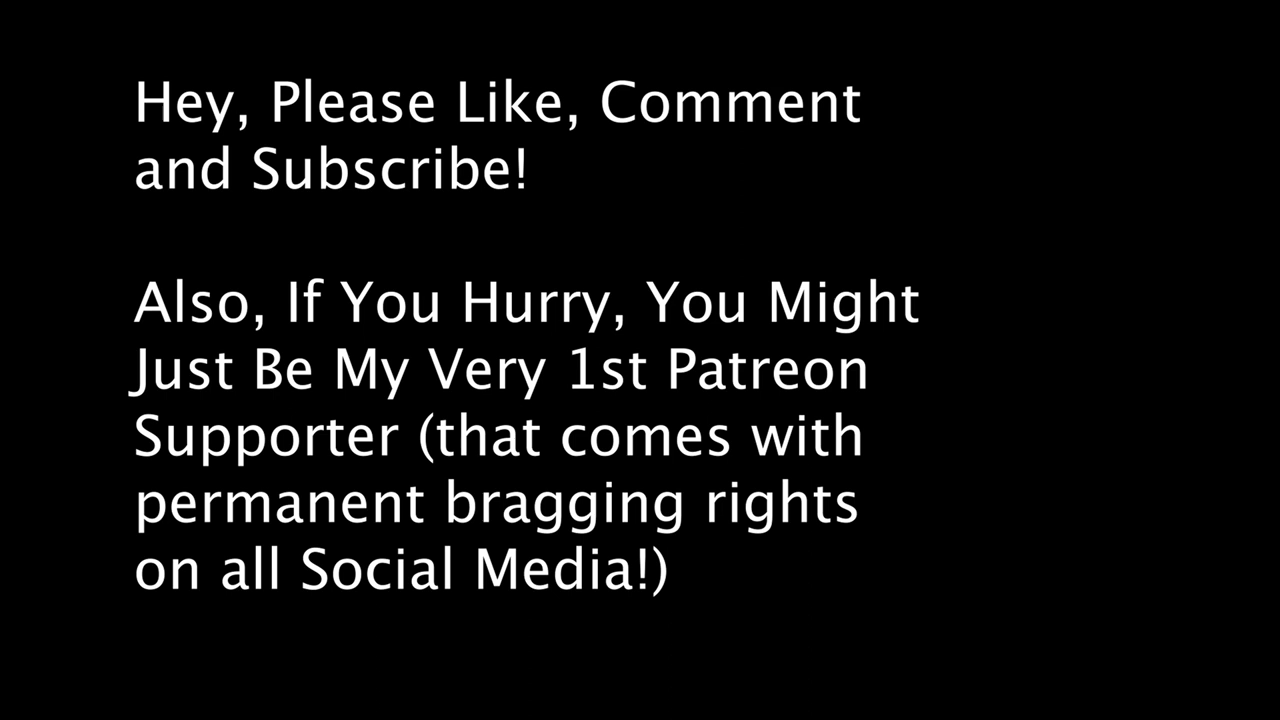 Hey, Please Like, Comment
and Subscribe!
Also, If You Hurry, You Might
Just Be My Very 1st Patreon
Supporter (that comes with
permanent bragging rights
on all Social Media!)